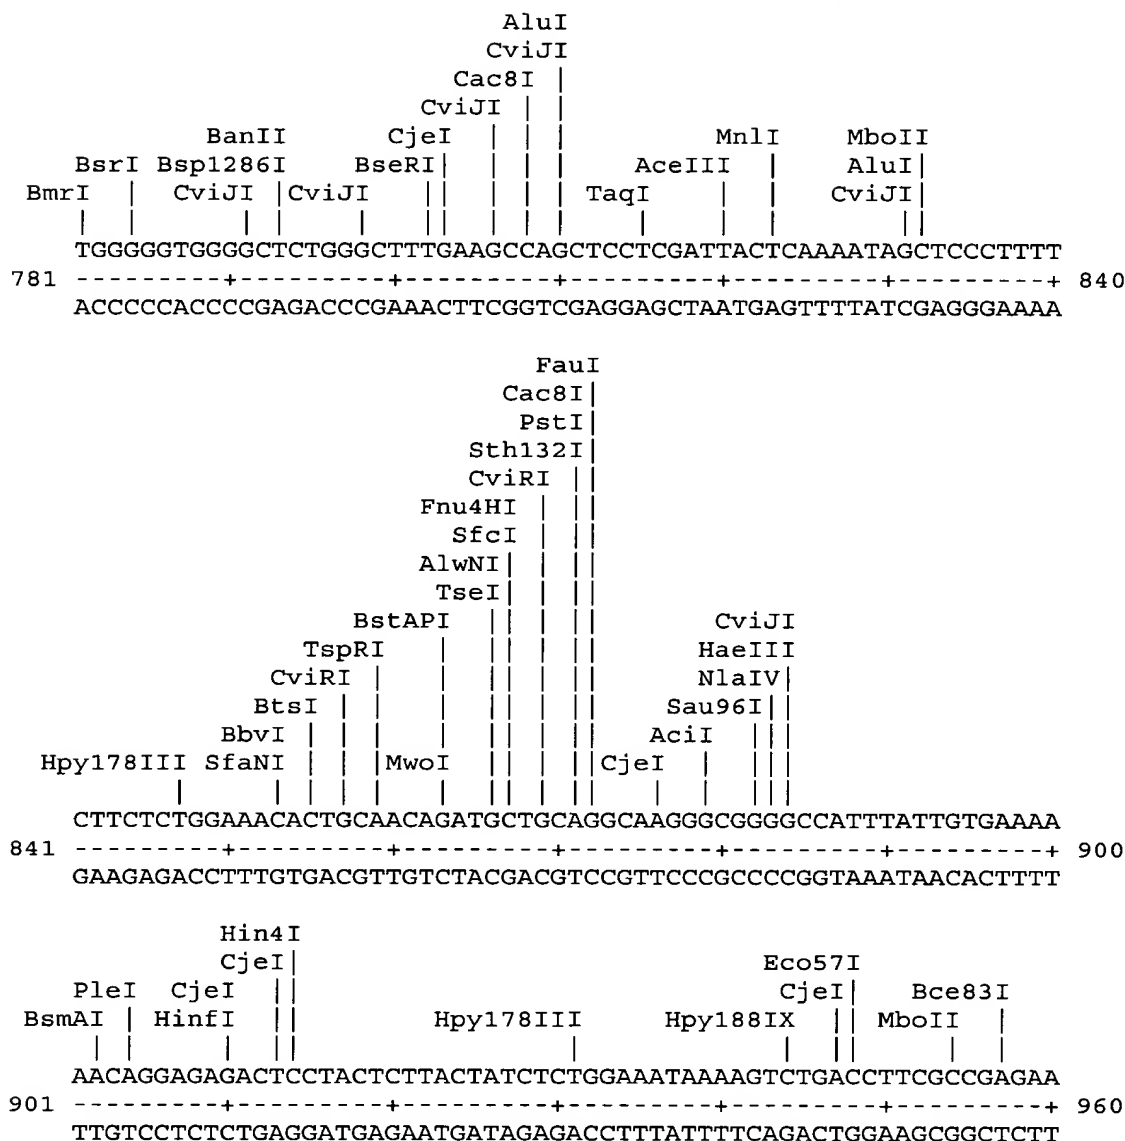 AluI
CviJI
Cac8I
CviJI
BanII CjeI MnlI MboII
BsrI Bsp1286I BseRI AceIII AluI
BmrI CviJI CviJI TaqI CviJI
TGGGGGTGGGGCTCTGGGCTTTGAAGCCAGCTCCTCGATTACTCAAAATAGCTCCCTTTT
781 ---------+---------+---------+---------+---------+---------+ 840
ACCCCCACCCCGAGACCCGAAACTTCGGTCGAGGAGCTAATGAGTTTTATCGAGGGAAAA
FauI
Cac8I
PstI
Sth132I
CviRI
Fnu4HI
SfcI
AlwNI
TseI
BstAPI CviJI
TspRI HaeIII
CviRI NlaIV
BtsI Sau96I
BbvI AciI
Hpy178III SfaNI MwoI CjeI
CTTCTCTGGAAACACTGCAACAGATGCTGCAGGCAAGGGCGGGGCCATTTATTGTGAAAA
841 ---------+---------+---------+---------+---------+---------+ 900
GAAGAGACCTTTGTGACGTTGTCTACGACGTCCGTTCCCGCCCCGGTAAATAACACTTTT
Hin4I
CjeI Eco57I
PleI CjeI CjeI Bce83I
BsmAI HinfI Hpy178III Hpy188IX MboII
AACAGGAGAGACTCCTACTCTTACTATCTCTGGAAATAAAAGTCTGACCTTCGCCGAGAA
901 ---------+---------+---------+---------+---------+---------+ 960
TTGTCCTCTCTGAGGATGAGAATGATAGAGACCTTTATTTTCAGACTGGAAGCGGCTCTT